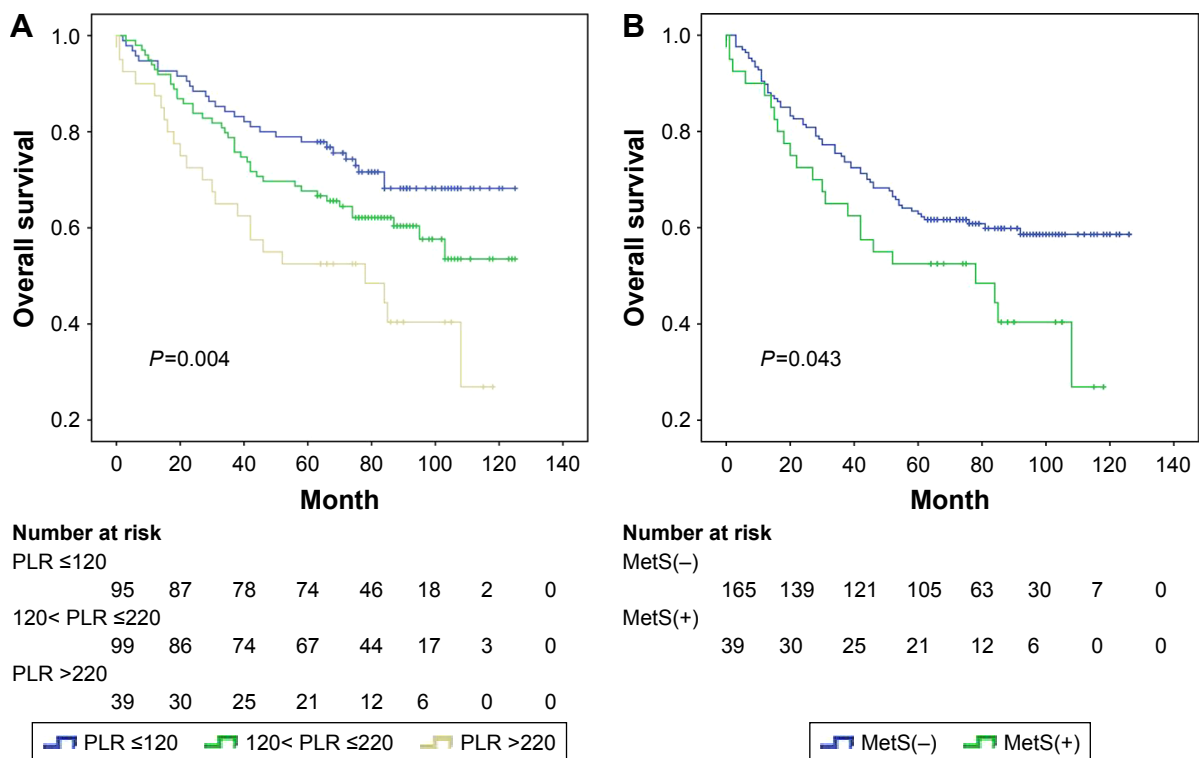 A
1.0
0.8
0.6
0.4
0.2
Overall survival
P=0.004
0 20 40 60 80 100 120 140
Month
Number at risk
PLR ≤120
95 87 78 74 46 18 2 0
120< PLR ≤220
99 86 74 67 44 17 3 0
PLR >220
39 30 25 21 12 6 0 0
PLR ≤120 120< PLR ≤220 PLR >220
B
1.0
0.8
0.6
0.4
0.2
Overall survival
P=0.043
0 20 40 60 80 100 120 140
Month
Number at risk
MetS(–)
165 139 121 105 63 30 7 0
MetS(+)
39 30 25 21 12 6 0 0
MetS(–) MetS(+)